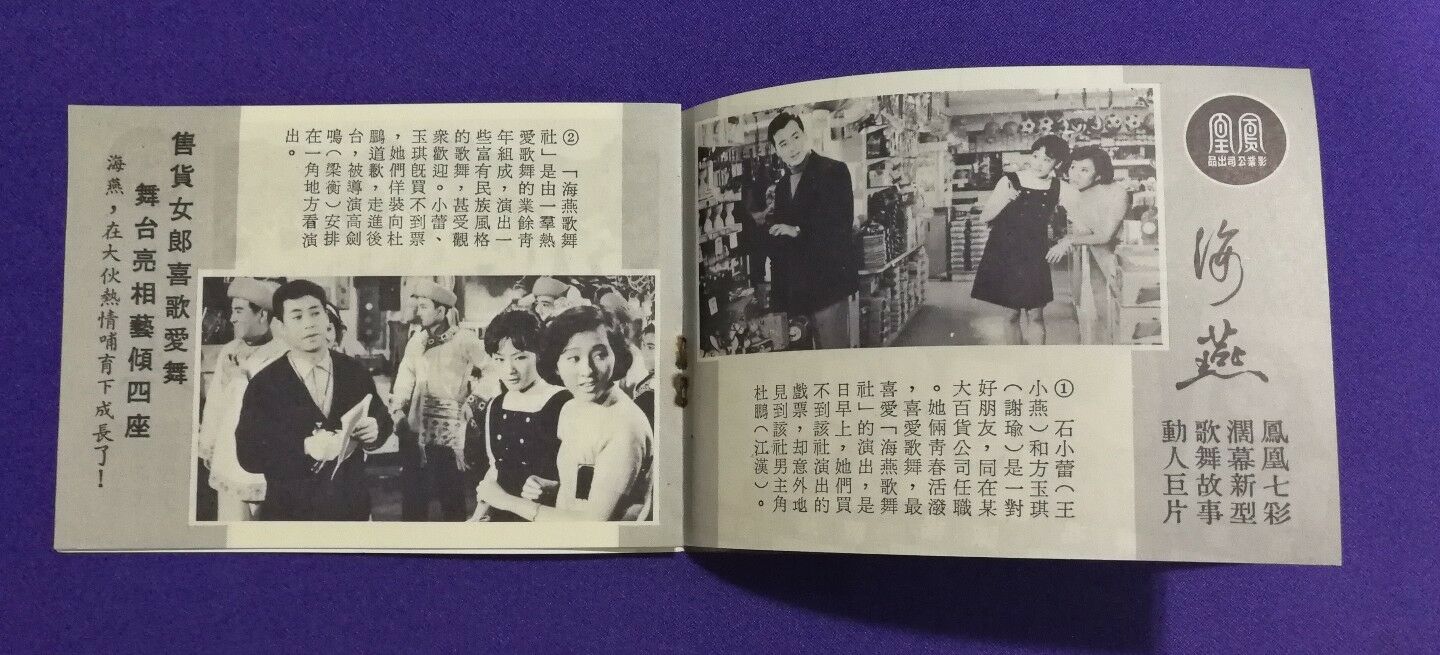 鳳凰
影業公司出品
海燕
鳳凰七彩
濶幕新型
歌舞故事
動人巨片
① 石小蕾（王
小燕）和方玉琪
（謝瑜）是一對
好朋友，同在某
大百貨公司任職
。她倆靑春活潑
，喜愛歌舞，最
喜愛「海燕歌舞
社」的演出，是
日早上，她們買
不到該社演出的
戲票，却意外地
見到該社男主角
杜鵬（江漢）。
② 「海燕歌舞
社」是由一羣熱
愛歌舞的業餘靑
年組成，演出一
些富有民族風格
的歌舞，甚受觀
衆歡迎。小蕾、
玉琪旣買不到票
，她們佯裝向杜
鵬道歉，走進後
台，被導演高劍
鳴（梁衡）安排
在一角地方看演
出。
售貨女郎喜歌愛舞
舞台亮相藝傾四座
海燕，在大伙熱情哺育下成長了！